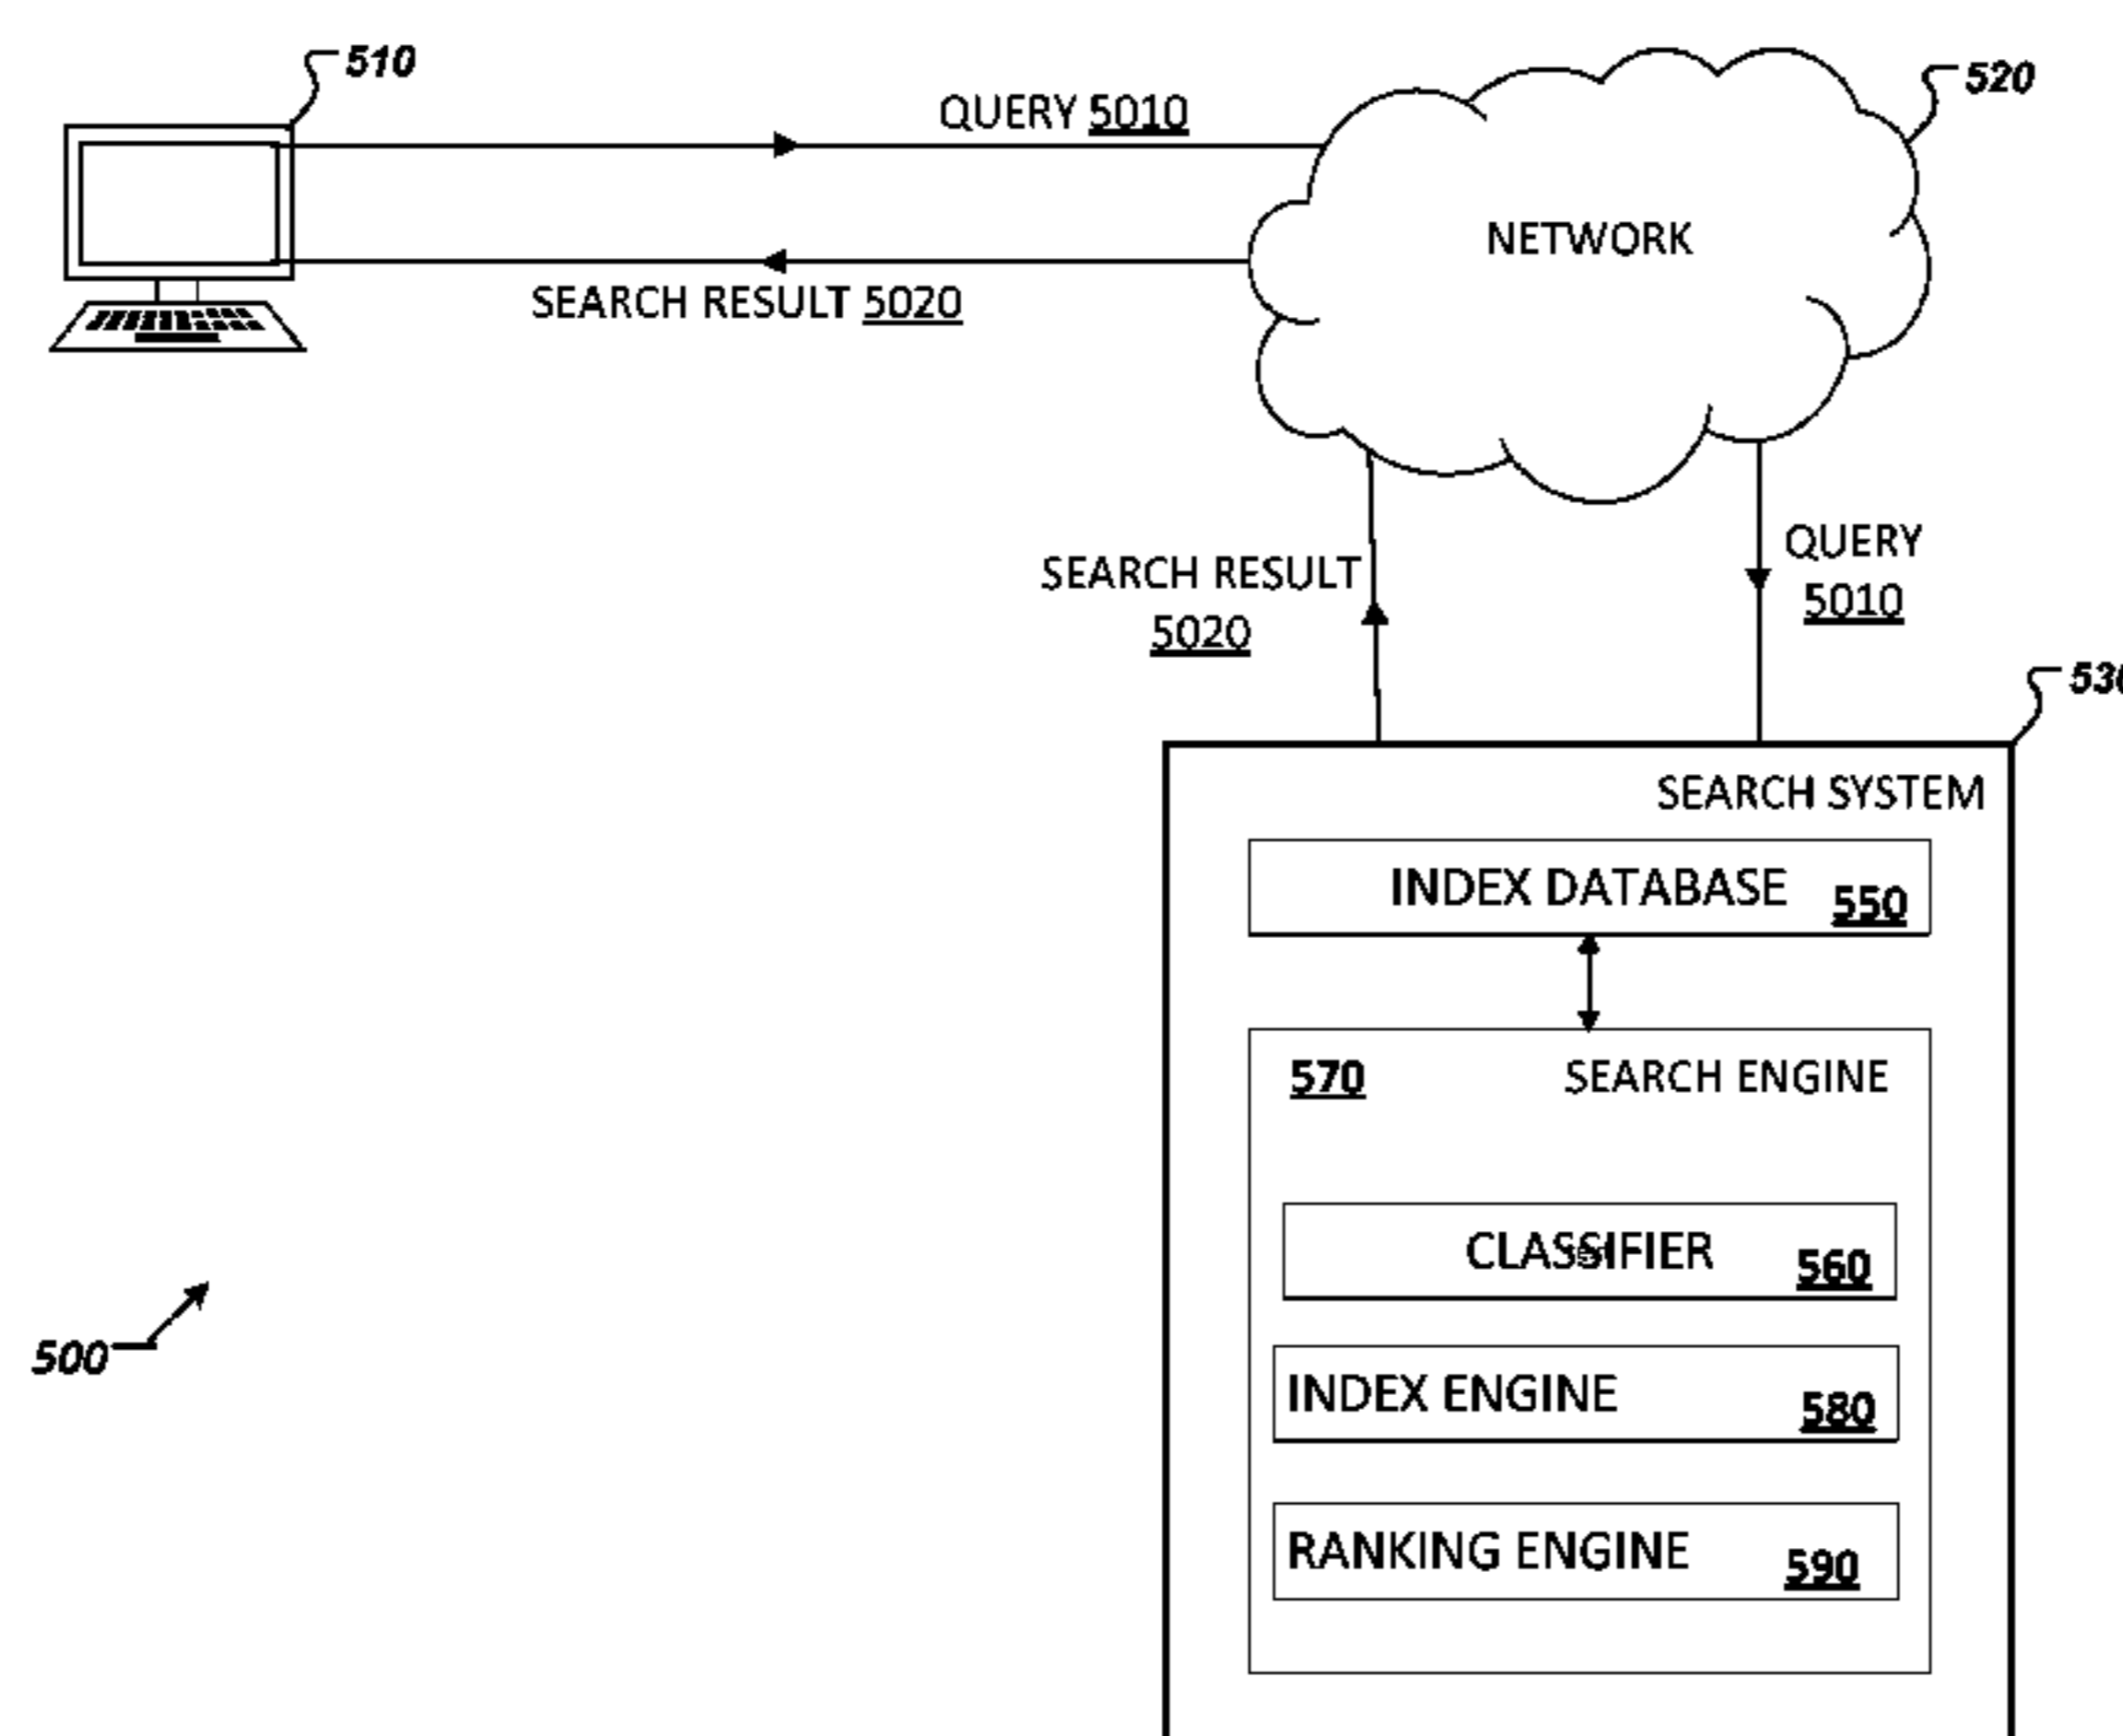 510
520
QUERY 5010
NETWORK
SEARCH RESULT 5020
QUERY
5010
SEARCH RESULT
5020
SEARCH SYSTEM
INDEX DATABASE 550
570 SEARCH ENGINE
CLASSIFIER 560
INDEX ENGINE 580
500
RANKING ENGINE 590